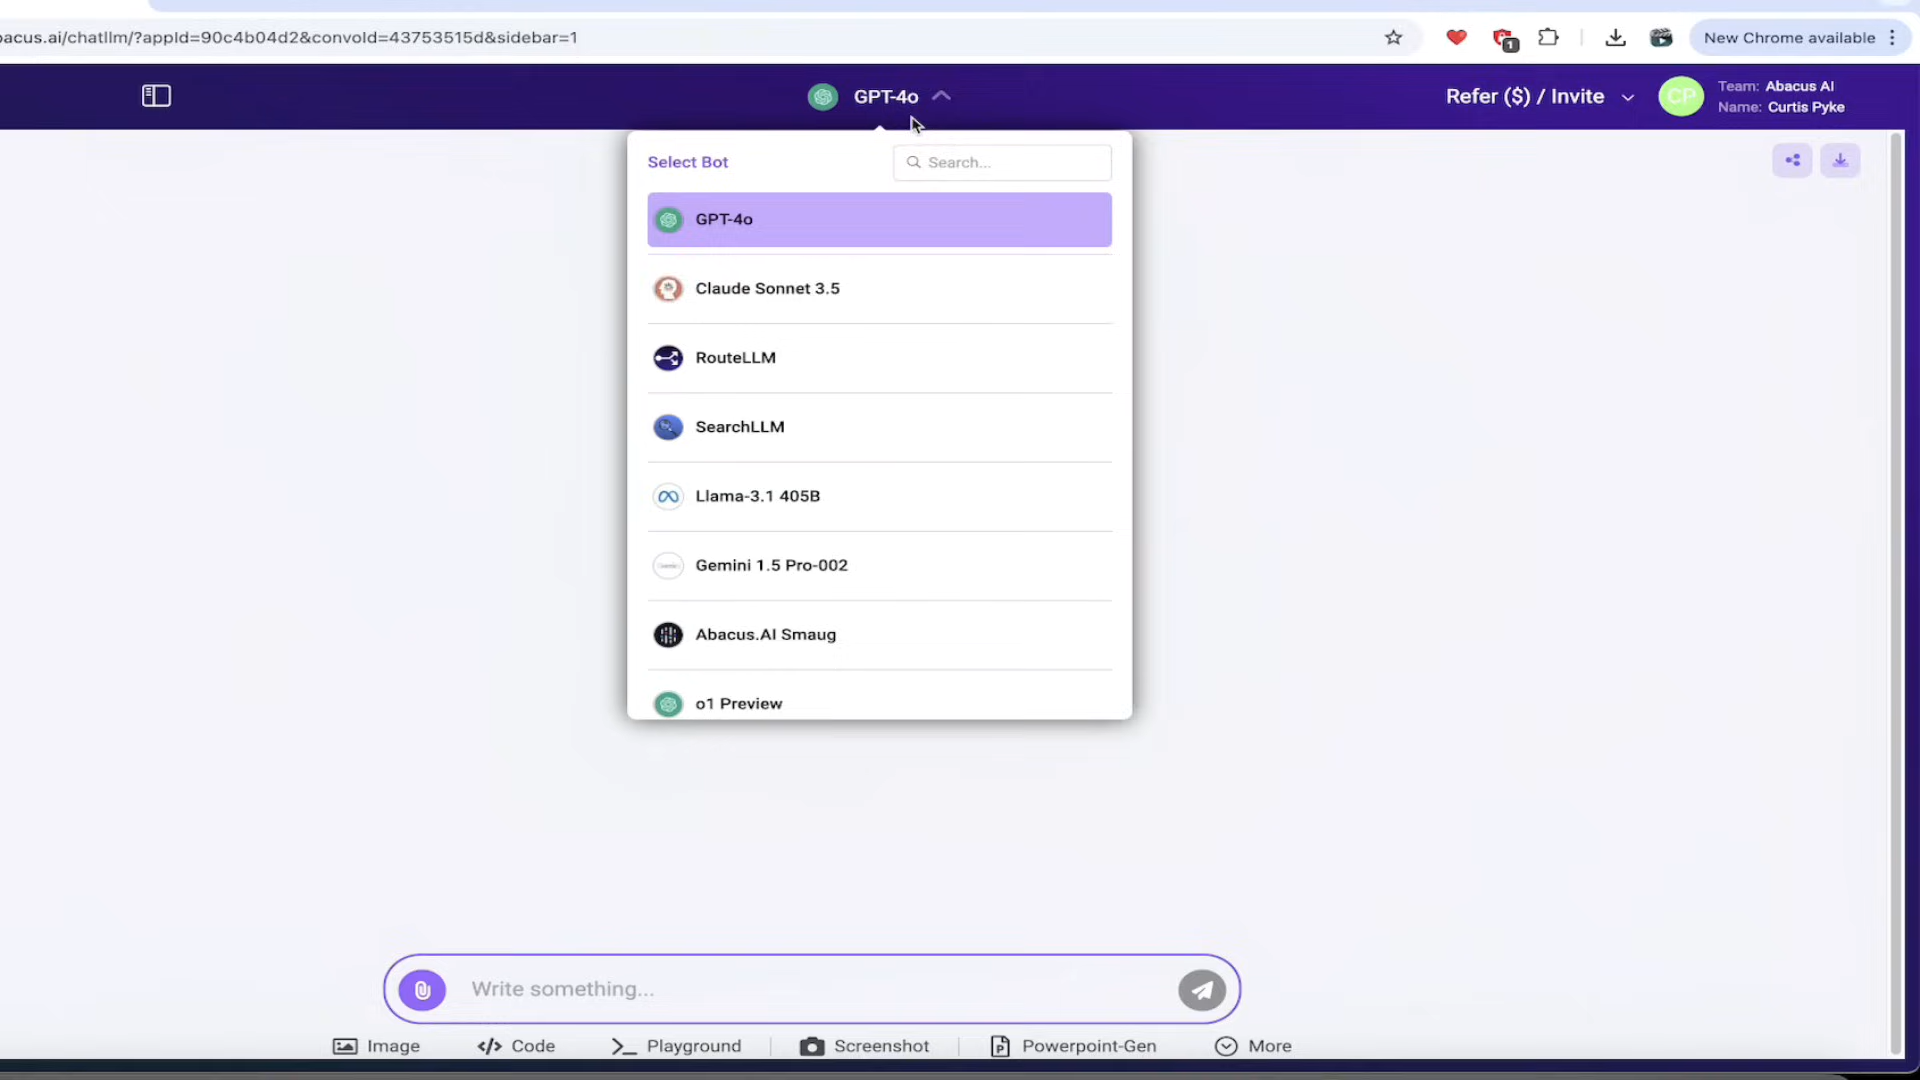 acus.ai/chatllm/?appId=90c4b04d2&convoId=43753515d&sidebar=1
1
New Chrome available
GPT-4o
Refer ($) / Invite
CP
Team: Abacus AI
Name: Curtis Pyke
Select Bot
Search...
GPT-4o
Claude Sonnet 3.5
RouteLLM
SearchLLM
Llama-3.1 405B
Gemini 1.5 Pro-002
Abacus.AI Smaug
o1 Preview
Write something...
Image
Code
Playground
Screenshot
Powerpoint-Gen
More